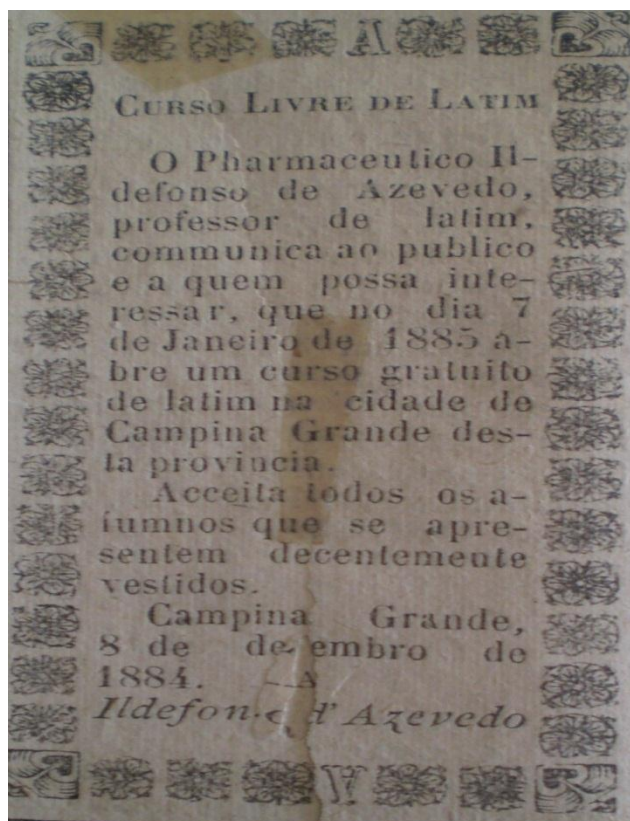 A
CURSO LIVRE DE LATIM
O Pharmaceutico Il-
defonso de Azevedo,
professor de latim,
communica ao publico
e a quem possa inte-
ressar, que no dia 7
de Janeiro de 1885 a-
bre um curso gratuito
de latim na cidade de
Campina Grande des-
ta provincia.
Acceita todos os a-
lumnos que se apre-
sentem decentemente
vestidos.
Campina Grande,
8 de de embro de
1884.
d' Azevedo
A